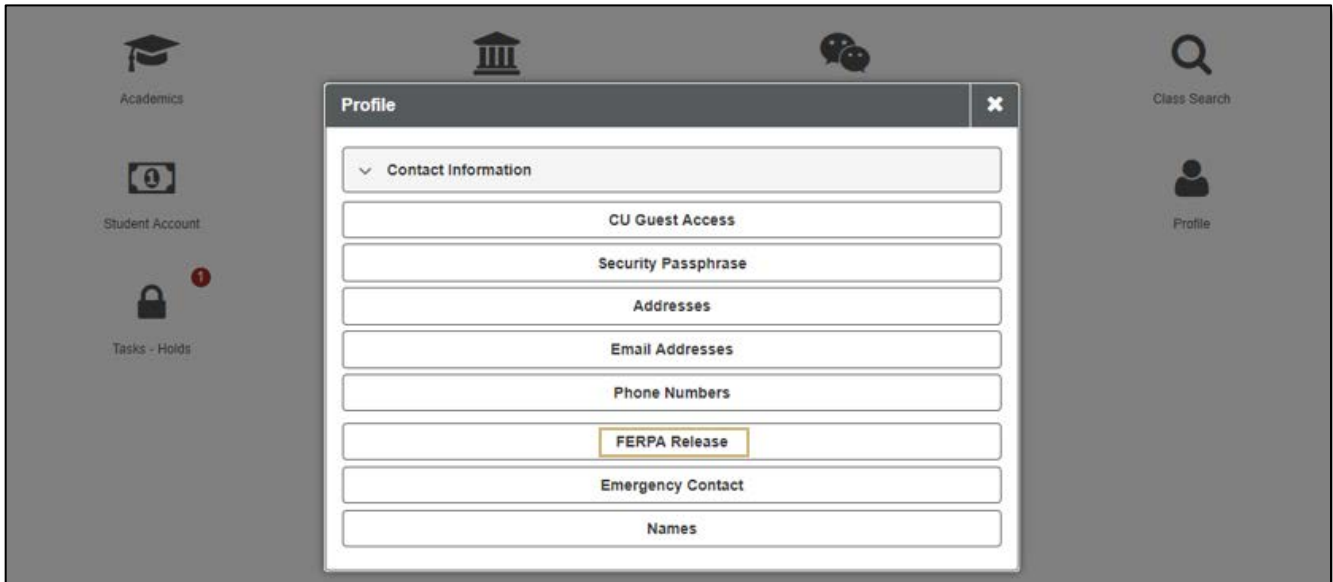 Academics
Class Search
Profile
Contact Information
Student Account
1
CU Guest Access
Profile
Security Passphrase
1
Addresses
Tasks - Holds
Email Addresses
Phone Numbers
FERPA Release
Emergency Contact
Names